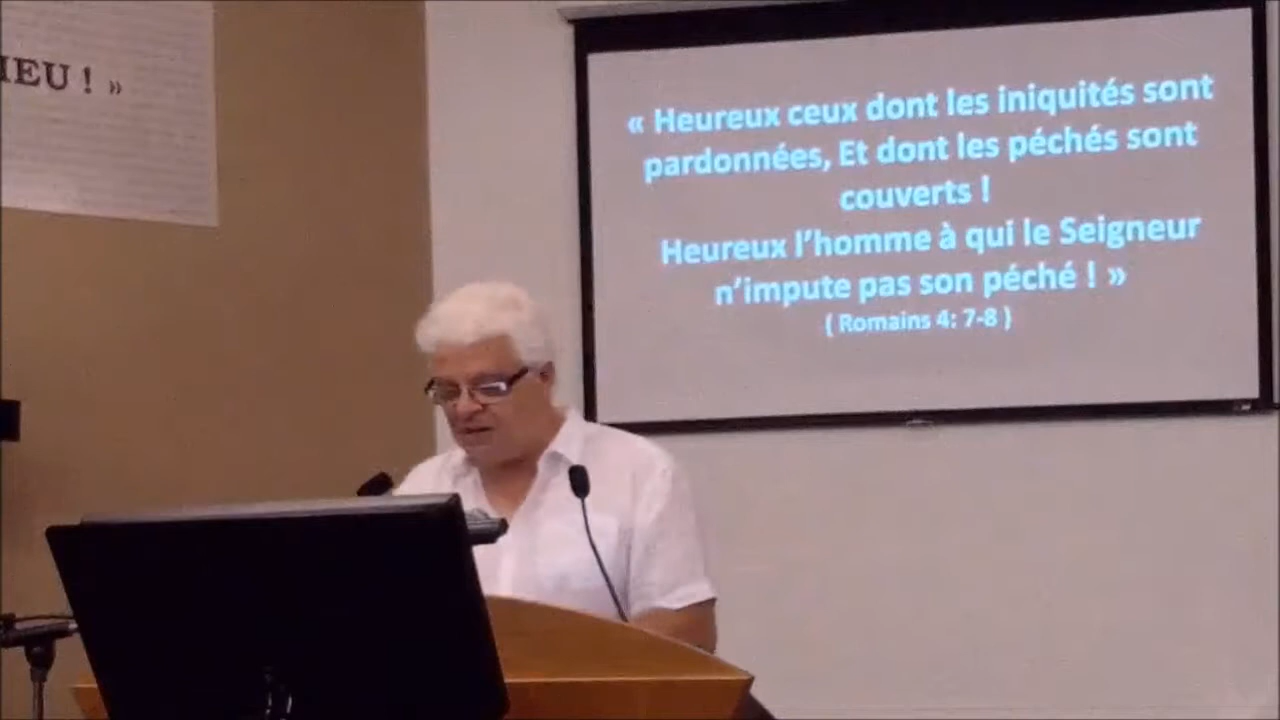 IEU ! »
« Heureux ceux dont les iniquités sont
pardonnées, Et dont les péchés sont
couverts !
Heureux l’homme à qui le Seigneur
n’impute pas son péché ! »
( Romains 4: 7-8 )